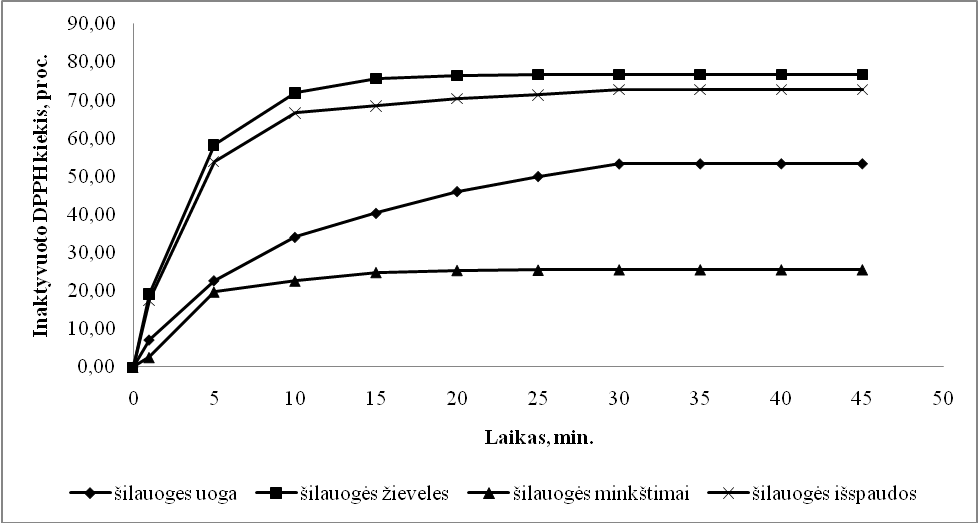 Inaktyvuoto DPPH kiekis, proc.
90,00
80,00
70,00
60,00
50,00
40,00
30,00
20,00
10,00
0,00
0 5 10 15 20 25 30 35 40 45 50
Laikas, min.
šilauoges uoga šilauogės žieveles šilauogės minkštimai šilauogės išspaudos